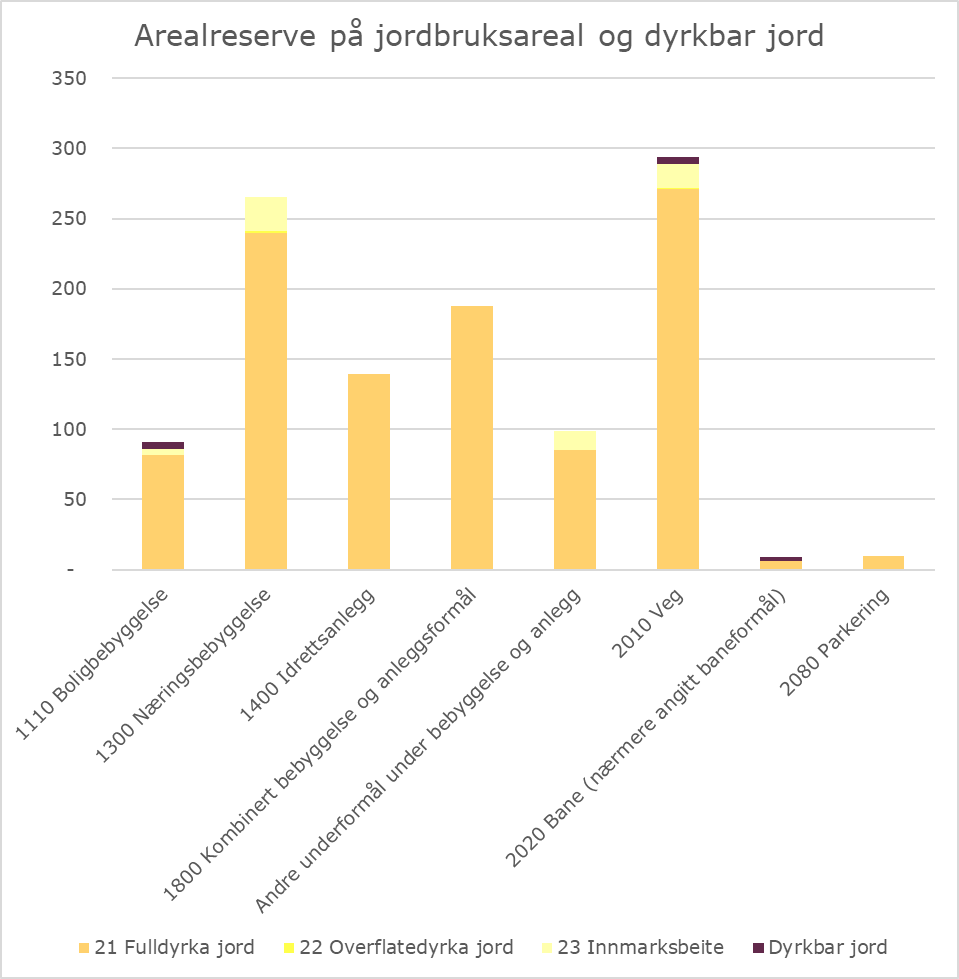 Arealreserve på jordbruksareal og dyrkbar jord
350
300
250
200
150
100
50
-
1110 Boligbebyggelse
1300 Næringsbebyggelse
1400 Idrettsanlegg
1800 Kombinert bebyggelse og anleggsformål
Andre underformål under bebyggelse og anlegg
2010 Veg
2020 Bane (nærmere angitt baneformål)
2080 Parkering
21 Fulldyrka jord
22 Overflatedyrka jord
23 Innmarksbeite
Dyrkbar jord